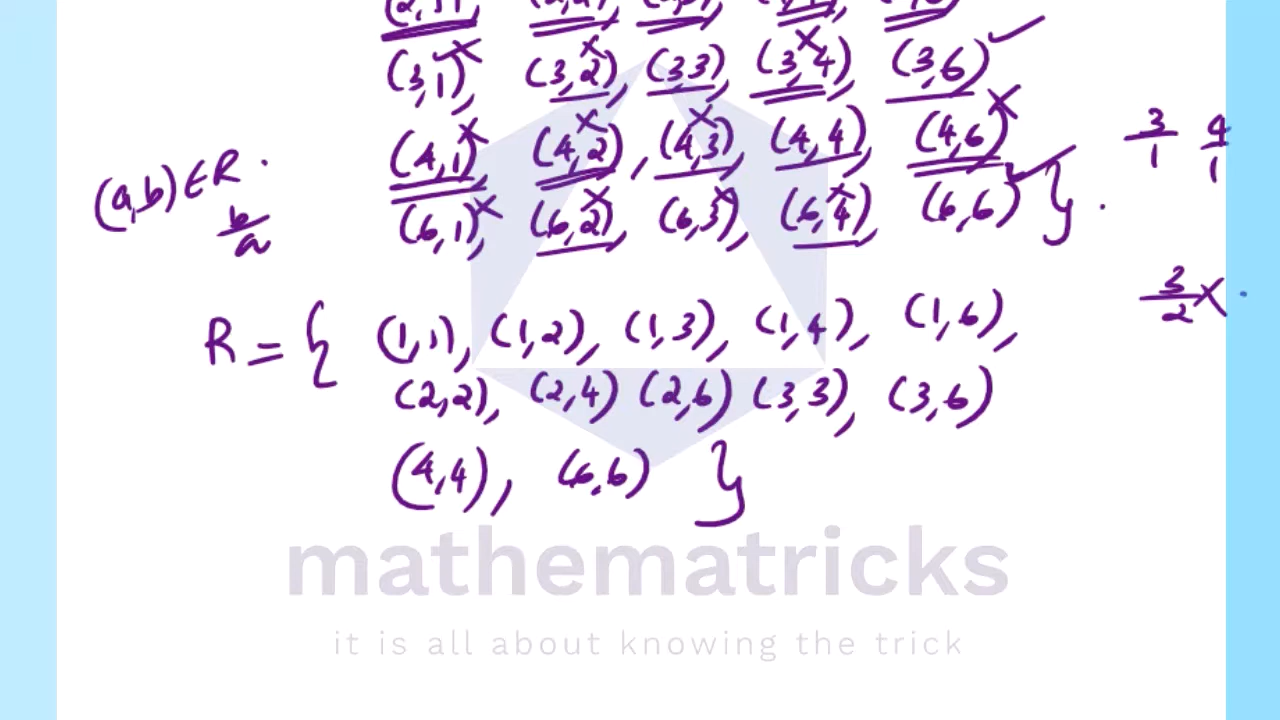 (3,1), (3,2), (3,3), (3,4), (3,6)
(4,1), (4,2), (4,3), (4,4), (4,6)
(6,1), (6,2), (6,3), (6,4), (6,6) }.
(a,b) ∈ R.
b/a
3/1 4/1
3/2 ×
R = { (1,1), (1,2), (1,3), (1,4), (1,6),
(2,2), (2,4) (2,6) (3,3), (3,6)
(4,4), (6,6) }
mathematricks
it is all about knowing the trick